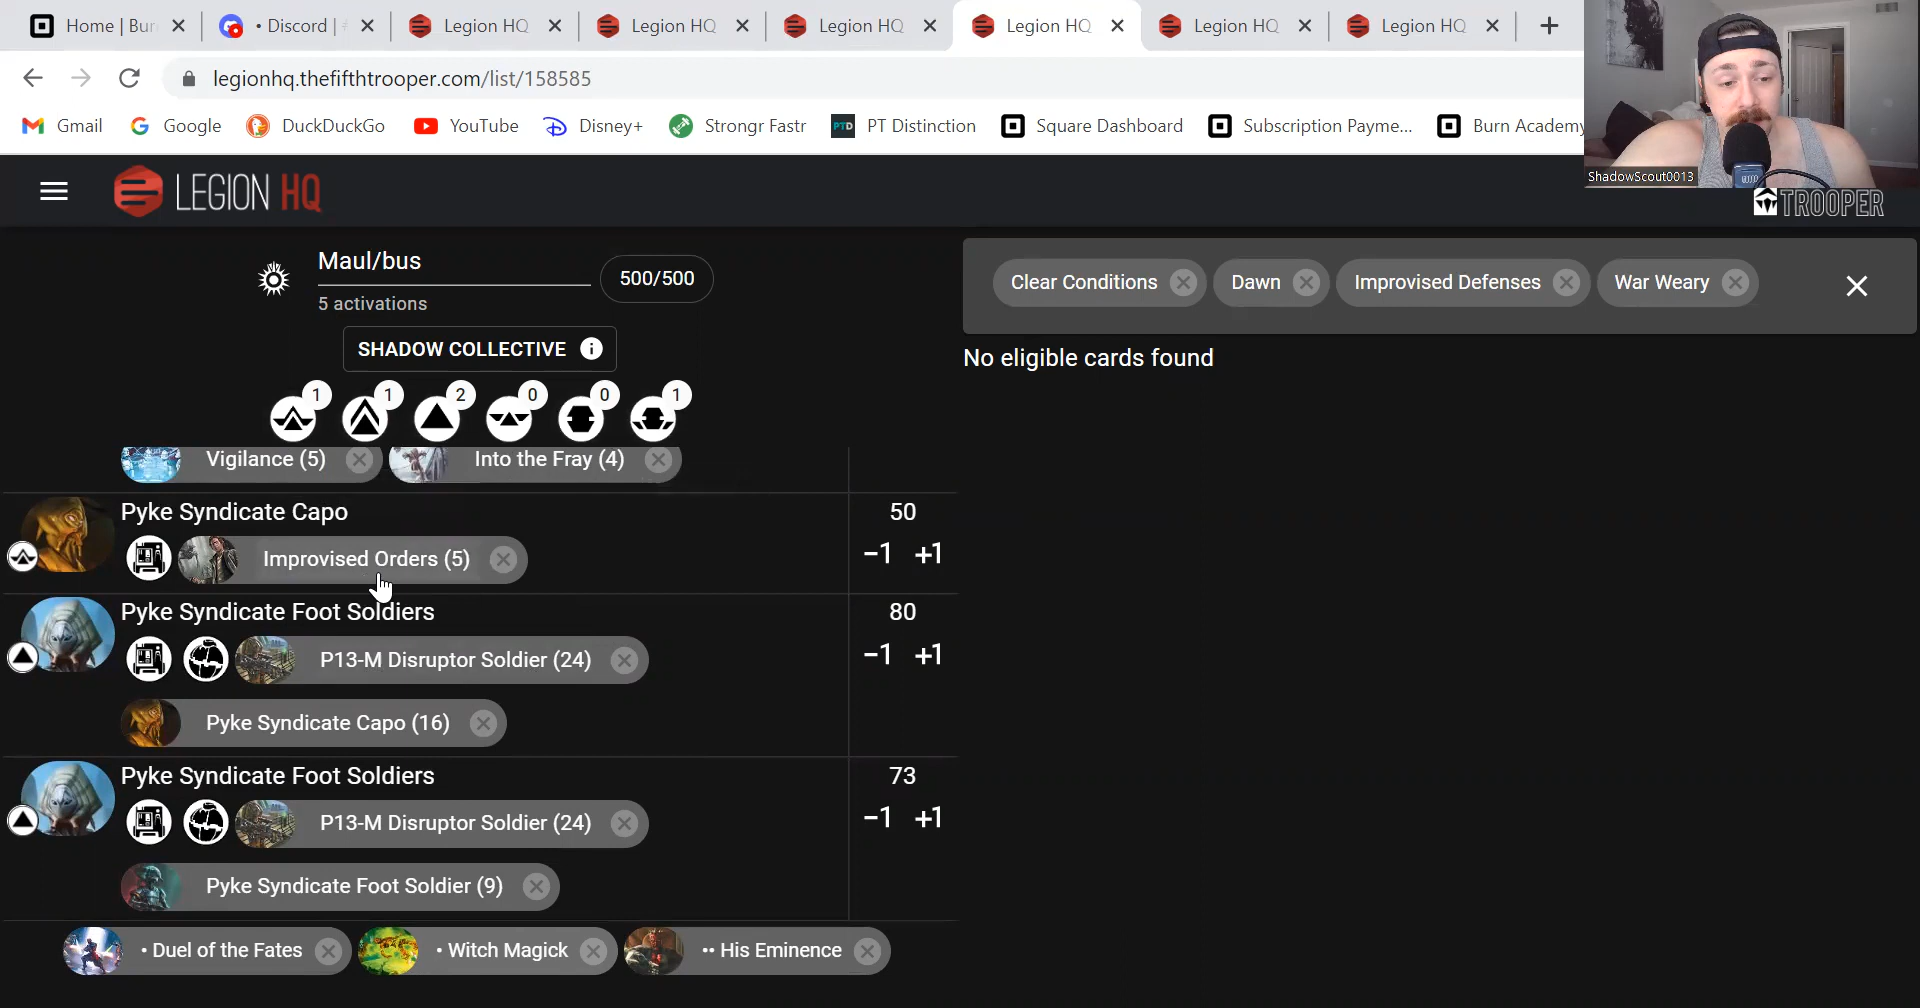 Home | Bur
• Discord | #
Legion HQ
Legion HQ
Legion HQ
Legion HQ
Legion HQ
Legion HQ
legionhq.thefifthtrooper.com/list/158585
Gmail
Google
DuckDuckGo
YouTube
Disney+
Strongr Fastr
PTD
PT Distinction
Square Dashboard
Subscription Payme...
Burn Academy
ShadowScout0013
LEGION HQ
TROOPER
Maul/bus
500/500
5 activations
SHADOW COLLECTIVE
1
1
2
0
0
1
Clear Conditions
Dawn
Improvised Defenses
War Weary
No eligible cards found
Vigilance (5)
Into the Fray (4)
Pyke Syndicate Capo
50
Improvised Orders (5)
−1 +1
Pyke Syndicate Foot Soldiers
80
P13-M Disruptor Soldier (24)
−1 +1
Pyke Syndicate Capo (16)
Pyke Syndicate Foot Soldiers
73
P13-M Disruptor Soldier (24)
−1 +1
Pyke Syndicate Foot Soldier (9)
• Duel of the Fates
• Witch Magick
•• His Eminence